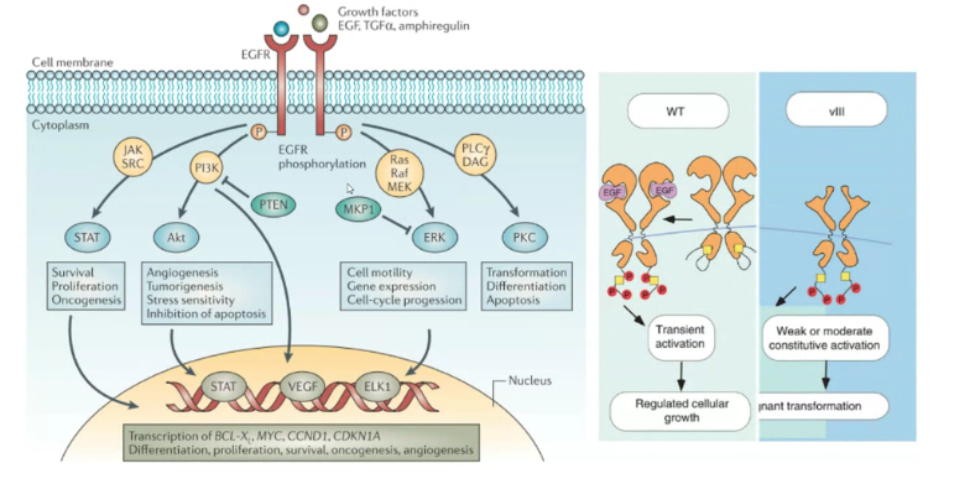 Growth factors
EGF, TGFα, amphiregulin
EGFR
Cell membrane
Cytoplasm
P
P
EGFR
phosphorylation
JAK
SRC
PI3K
PTEN
MKP1
Ras
Raf
MEK
PLCγ
DAG
STAT
Akt
ERK
PKC
Survival
Proliferation
Oncogenesis
Angiogenesis
Tumorigenesis
Stress sensitivity
Inhibition of apoptosis
Cell motility
Gene expression
Cell-cycle progession
Transformation
Differentiation
Apoptosis
STAT
VEGF
ELK1
Nucleus
Transcription of BCL-XL, MYC, CCND1, CDKN1A
Differentiation, proliferation, survival, oncogenesis, angiogenesis
WT
EGF
EGF
P
P
P
P
P
P
Transient
activation
Regulated cellular
growth
vIII
P
P
P
P
Weak or moderate
constitutive activation
gnant transformation